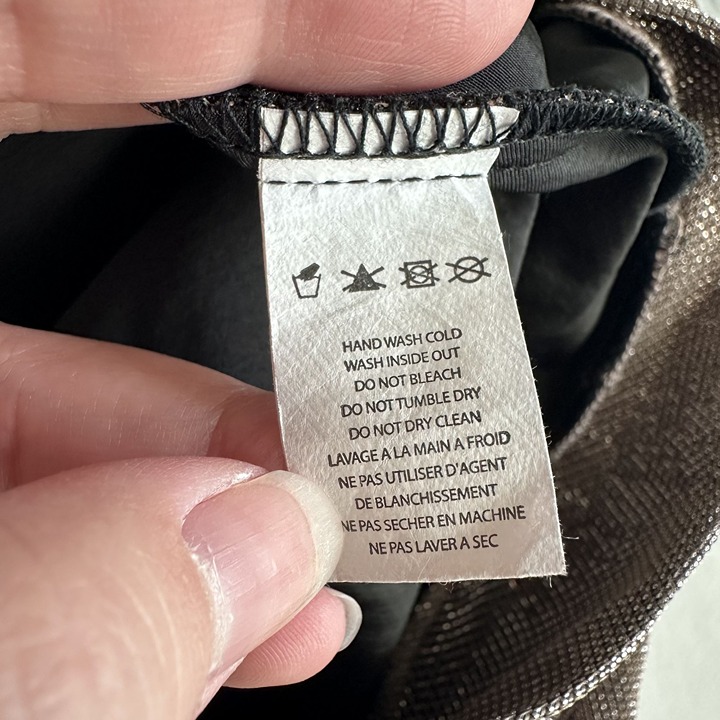 HAND WASH COLD
WASH INSIDE OUT
DO NOT BLEACH
DO NOT TUMBLE DRY
DO NOT DRY CLEAN
LAVAGE A LA MAIN A FROID
NE PAS UTILISER D'AGENT
DE BLANCHISSEMENT
NE PAS SECHER EN MACHINE
NE PAS LAVER A SEC